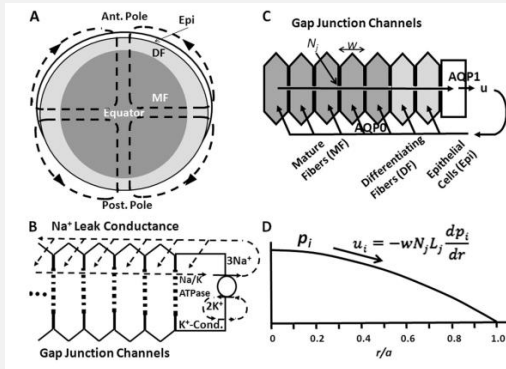 A
Ant. Pole
Epi
DF
MF
Equator
Post. Pole
B
Na⁺ Leak Conductance
3Na⁺
Na/K
ATPase
2K⁺
K⁺-Cond.
Gap Junction Channels
C
Gap Junction Channels
Nⱼ
w
AQP1
u
AQP0
Mature
Fibers (MF)
Differentiating
Fibers (DF)
Epithelial
Cells (EPI)
D
pᵢ
uᵢ = −wNⱼLⱼ dpᵢ/dr
0
0.2
0.4
0.6
0.8
1.0
r/a